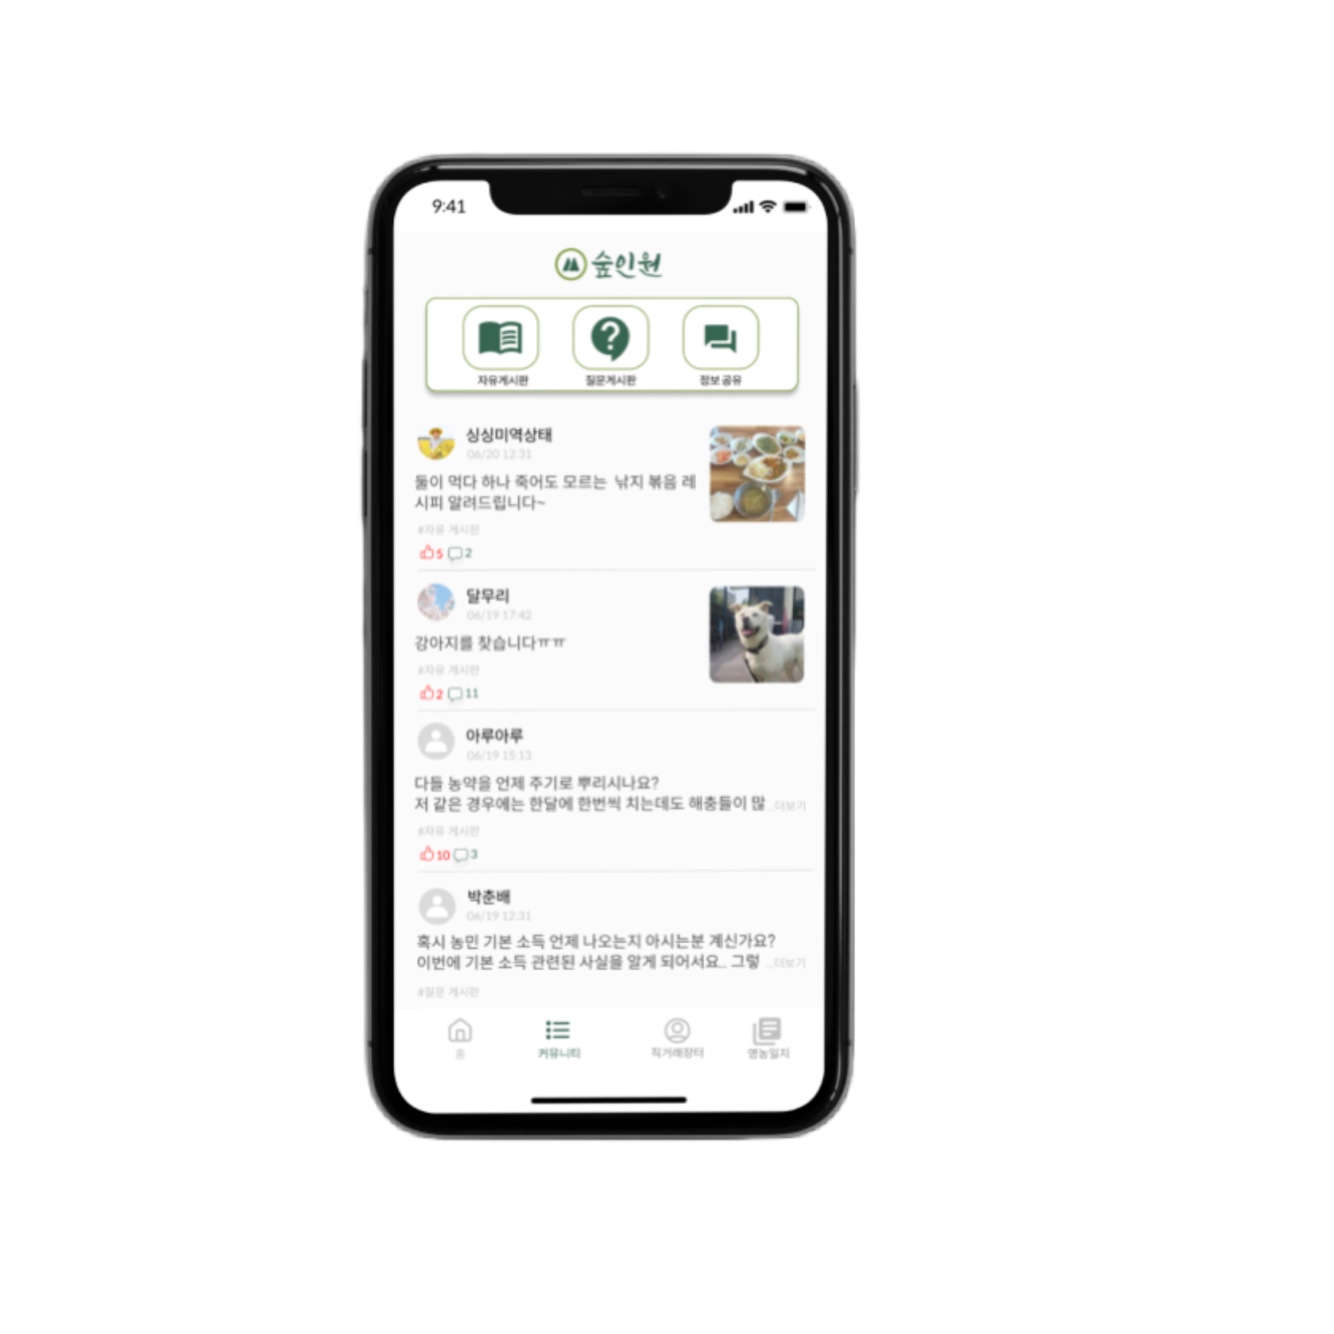 9:41
숲인원
자유게시판
질문게시판
정보 공유
싱싱미역상태
06/20 12:31
둘이 먹다 하나 죽어도 모르는 낚지 볶음 레
시피 알려드립니다~
#자유 게시판
5 2
달무리
06/19 17:42
강아지를 찾습니다ㅠㅠ
#자유 게시판
2 11
아루아루
06/19 15:13
다들 농약을 언제 주기로 뿌리시나요?
저 같은 경우에는 한달에 한번씩 치는데도 해충들이 많 ...더보기
#자유 게시판
10 3
박춘배
06/19 12:31
혹시 농민 기본 소득 언제 나오는지 아시는분 계신가요?
이번에 기본 소득 관련된 사실을 알게 되어서요.. 그렇 ...더보기
#질문 게시판
홈
커뮤니티
직거래장터
영농일지